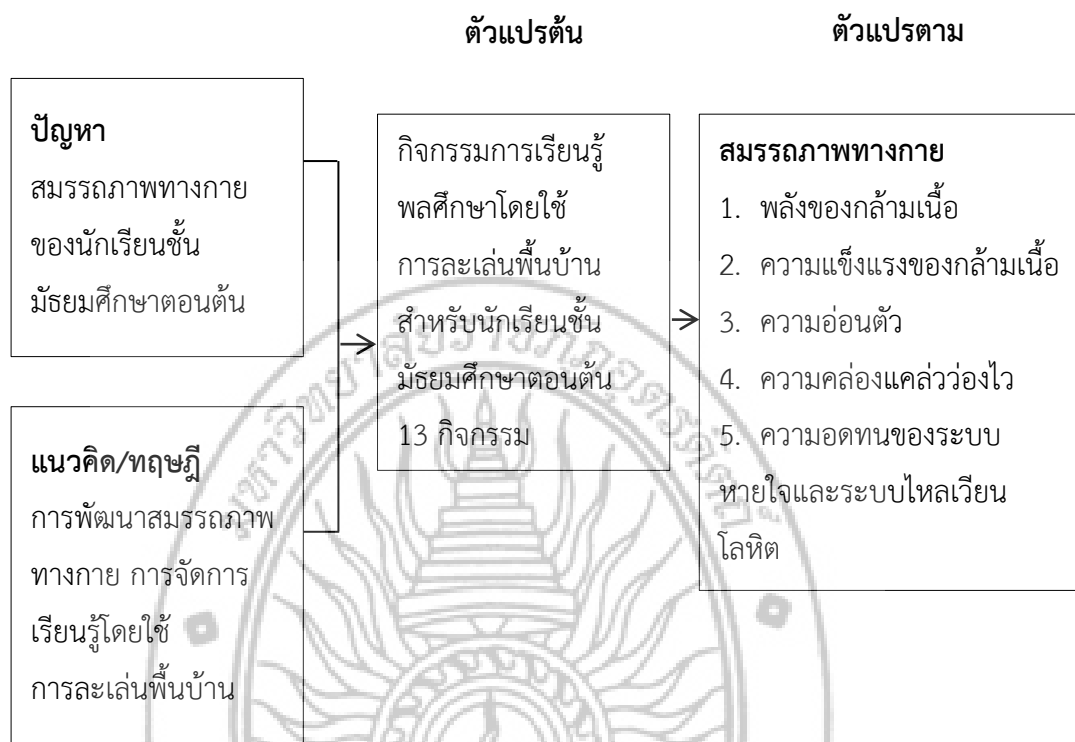 ตัวแปรต้น
ตัวแปรตาม
ปัญหา
สมรรถภาพทางกาย
ของนักเรียนชั้น
มัธยมศึกษาตอนต้น
แนวคิด/ทฤษฎี
การพัฒนาสมรรถภาพ
ทางกาย การจัดการ
เรียนรู้โดยใช้
การละเล่นพื้นบ้าน
กิจกรรมการเรียนรู้
พลศึกษาโดยใช้
การละเล่นพื้นบ้าน
สำหรับนักเรียนชั้น
มัธยมศึกษาตอนต้น
13 กิจกรรม
สมรรถภาพทางกาย
1. พลังของกล้ามเนื้อ
2. ความแข็งแรงของกล้ามเนื้อ
3. ความอ่อนตัว
4. ความคล่องแคล่วว่องไว
5. ความอดทนของระบบ
หายใจและระบบไหลเวียน
โลหิต